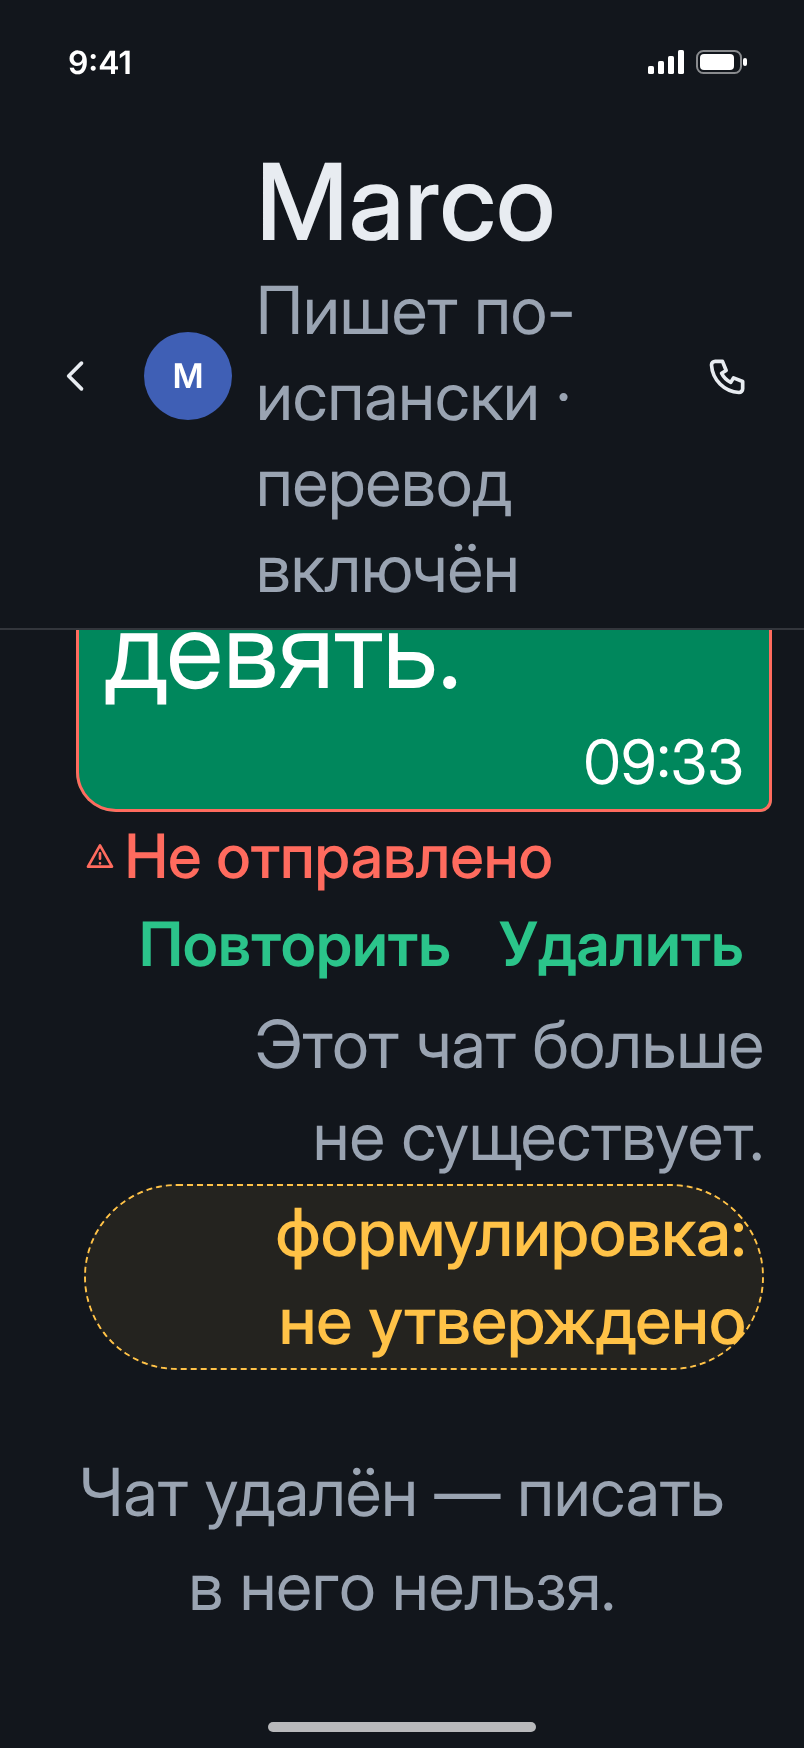 9:41
Marco
Пишет по-
испански ·
перевод
включён
M
девять.
09:33
Не отправлено
Повторить Удалить
Этот чат больше
не существует.
формулировка:
не утверждено
Чат удалён — писать
в него нельзя.